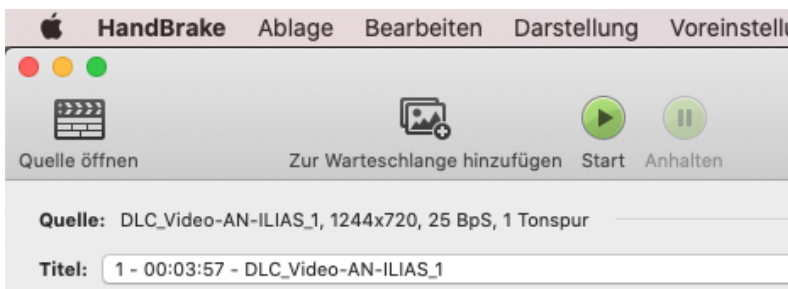 HandBrake Ablage Bearbeiten Darstellung Voreinstell
Quelle öffnen Zur Warteschlange hinzufügen Start Anhalten
Quelle: DLC_Video-AN-ILIAS_1, 1244x720, 25 BpS, 1 Tonspur
Titel: 1 - 00:03:57 - DLC_Video-AN-ILIAS_1